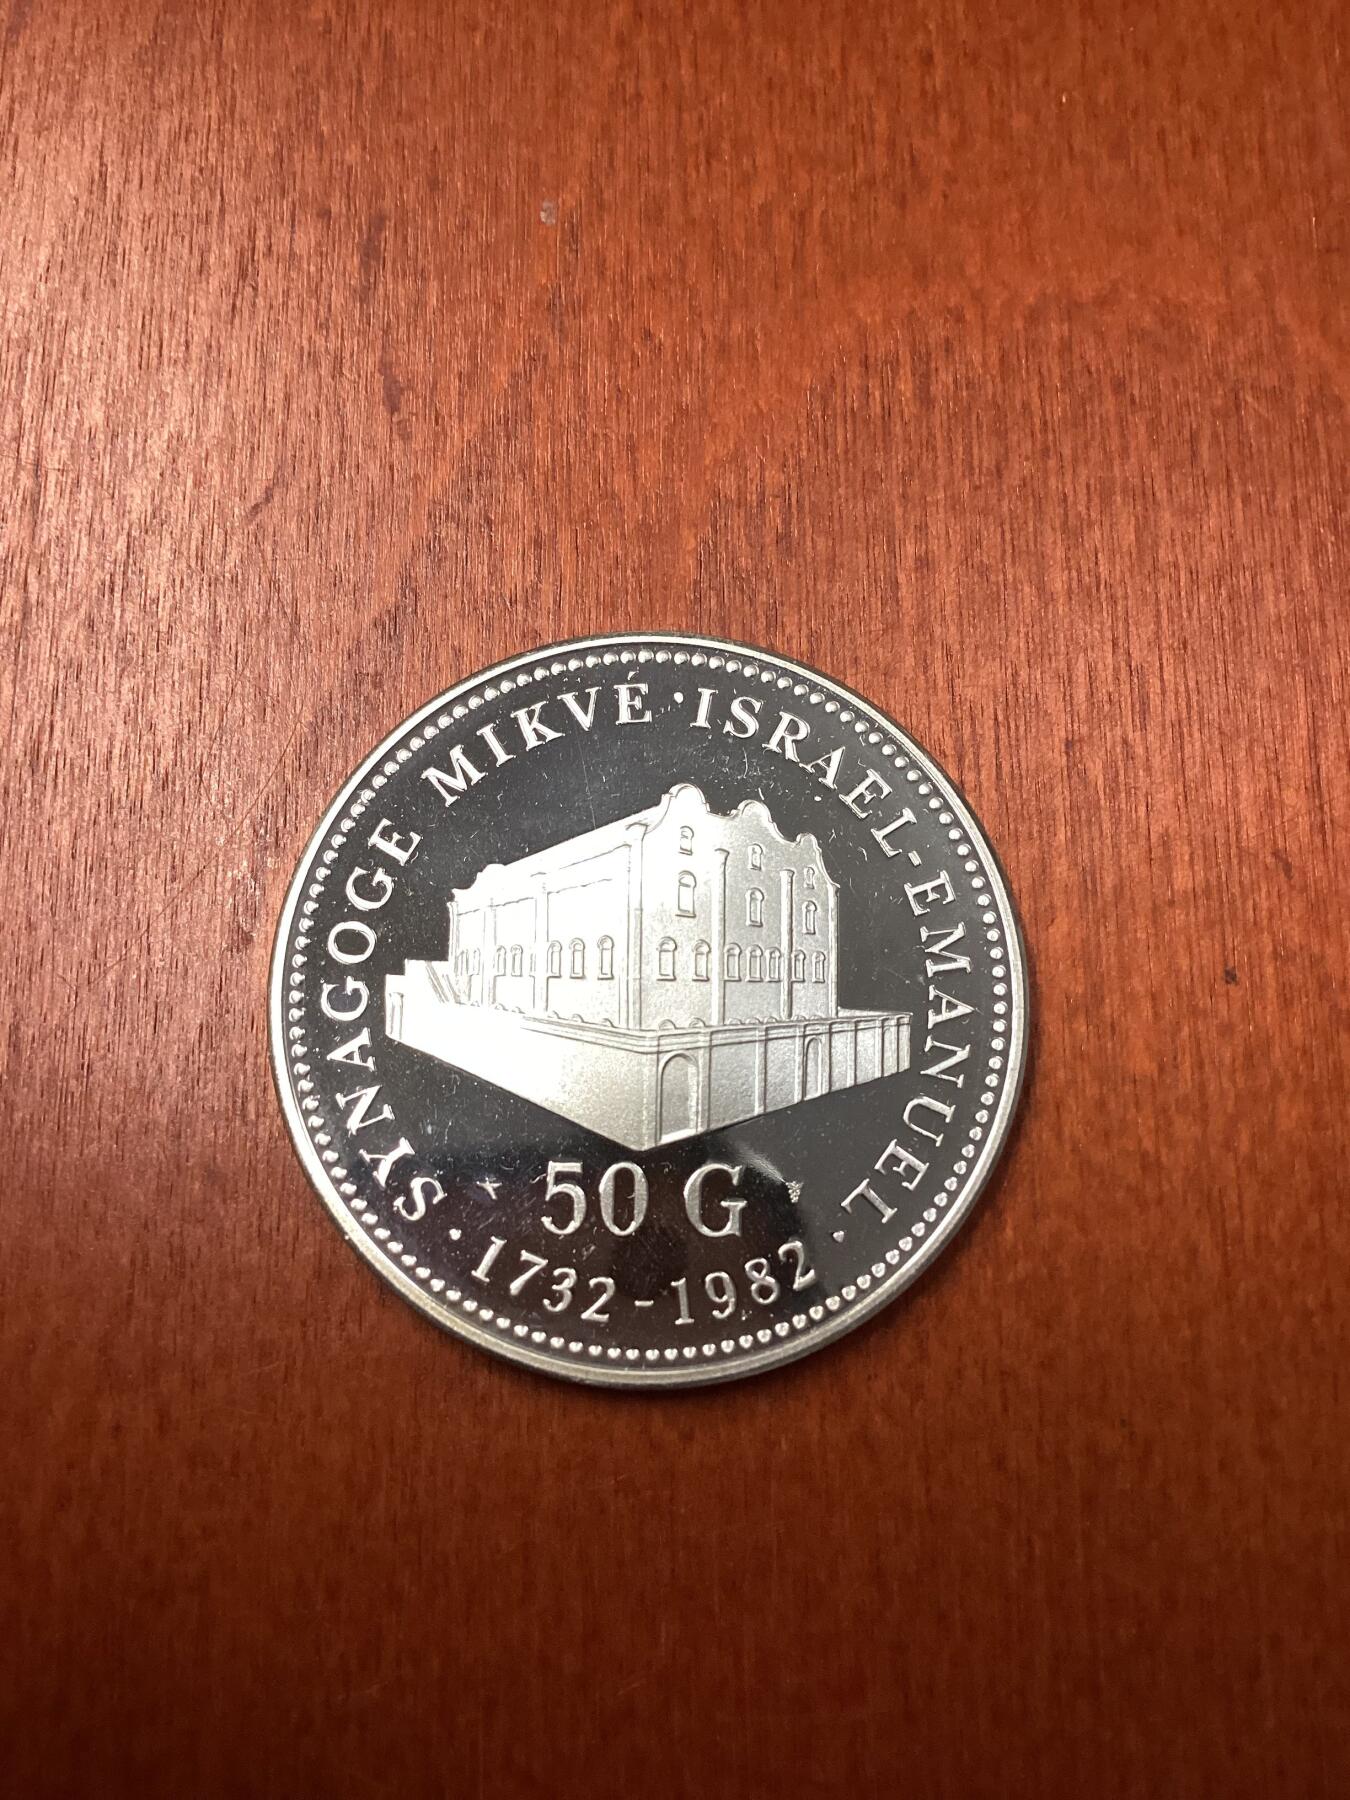 SYNAGOGE MIKVÉ·ISRAEL-EMANUEL
50 G
·1732-1982·